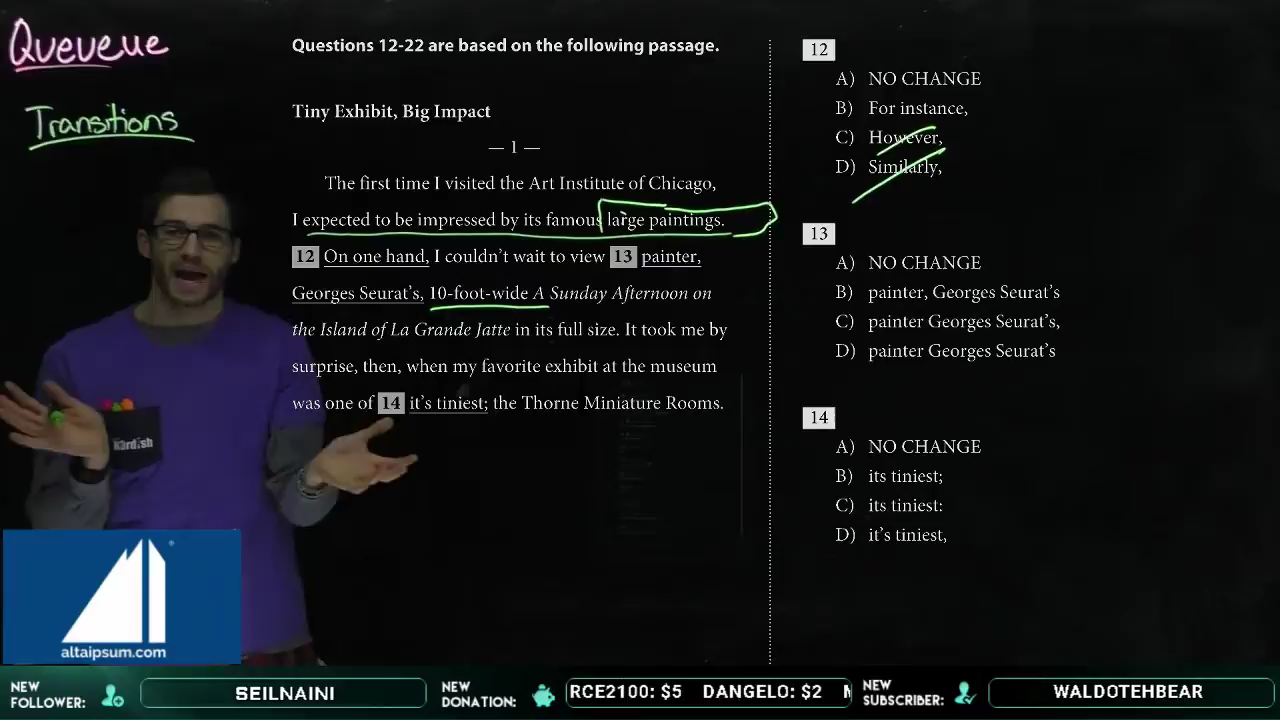 Queueue
Transitions
Questions 12-22 are based on the following passage.
Tiny Exhibit, Big Impact
— 1 —
The first time I visited the Art Institute of Chicago,
I expected to be impressed by its famous large paintings.
12 On one hand, I couldn't wait to view 13 painter,
Georges Seurat's, 10-foot-wide A Sunday Afternoon on
the Island of La Grande Jatte in its full size. It took me by
surprise, then, when my favorite exhibit at the museum
was one of 14 it's tiniest; the Thorne Miniature Rooms.
12
A) NO CHANGE
B) For instance,
C) However,
D) Similarly,
13
A) NO CHANGE
B) painter, Georges Seurat's
C) painter Georges Seurat's,
D) painter Georges Seurat's
14
A) NO CHANGE
B) its tiniest;
C) its tiniest:
D) it's tiniest,
altaipsum.com
NEW
FOLLOWER:
SEILNAINI
NEW
DONATION:
RCE2100: $5 DANGELO: $2
NEW
SUBSCRIBER:
WALDOTEHBEAR